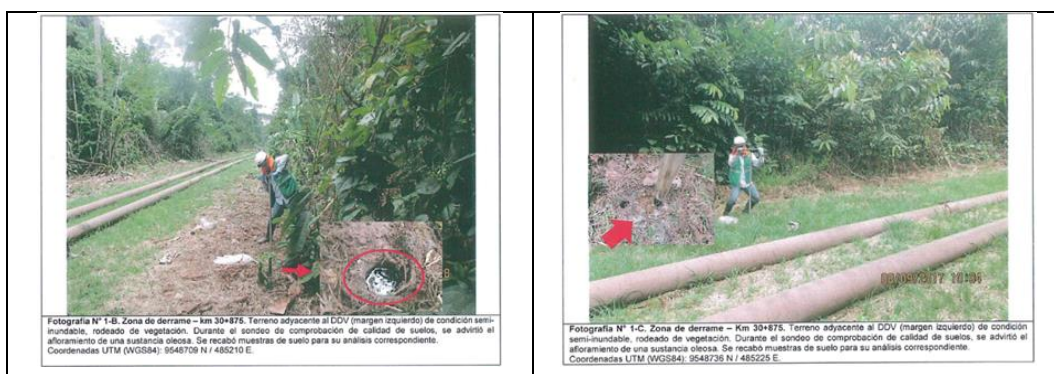 Fotografía N° 1-B. Zona de derrame – km 30+875. Terreno adyacente al DDV (margen izquierdo) de condición semi-
inundable, rodeado de vegetación. Durante el sondeo de comprobación de calidad de suelos, se advirtió el
afloramiento de una sustancia oleosa. Se recabó muestras de suelo para su análisis correspondiente.
Coordenadas UTM (WGS84): 9548709 N / 485210 E.
Fotografía N° 1-C. Zona de derrame – Km 30+875. Terreno adyacente al DDV (margen izquierdo) de condición
semi-inundable, rodeado de vegetación. Durante el sondeo de comprobación de calidad de suelos, se advirtió el
afloramiento de una sustancia oleosa. Se recabó muestras de suelo para su análisis correspondiente.
Coordenadas UTM (WGS84): 9548736 N / 485225 E.